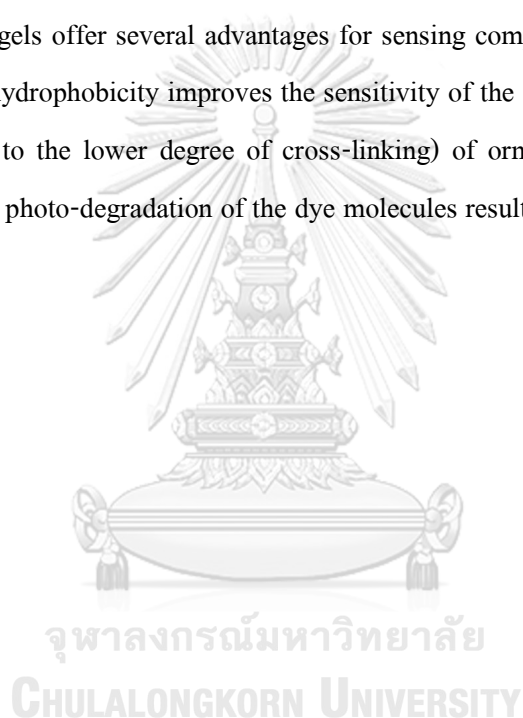 gels offer several advantages for sensing com
ydrophobicity improves the sensitivity of the
to the lower degree of cross-linking) of orn
photo-degradation of the dye molecules result
จุฬาลงกรณ์มหาวิทยาลัย
CHULALONGKORN UNIVERSITY